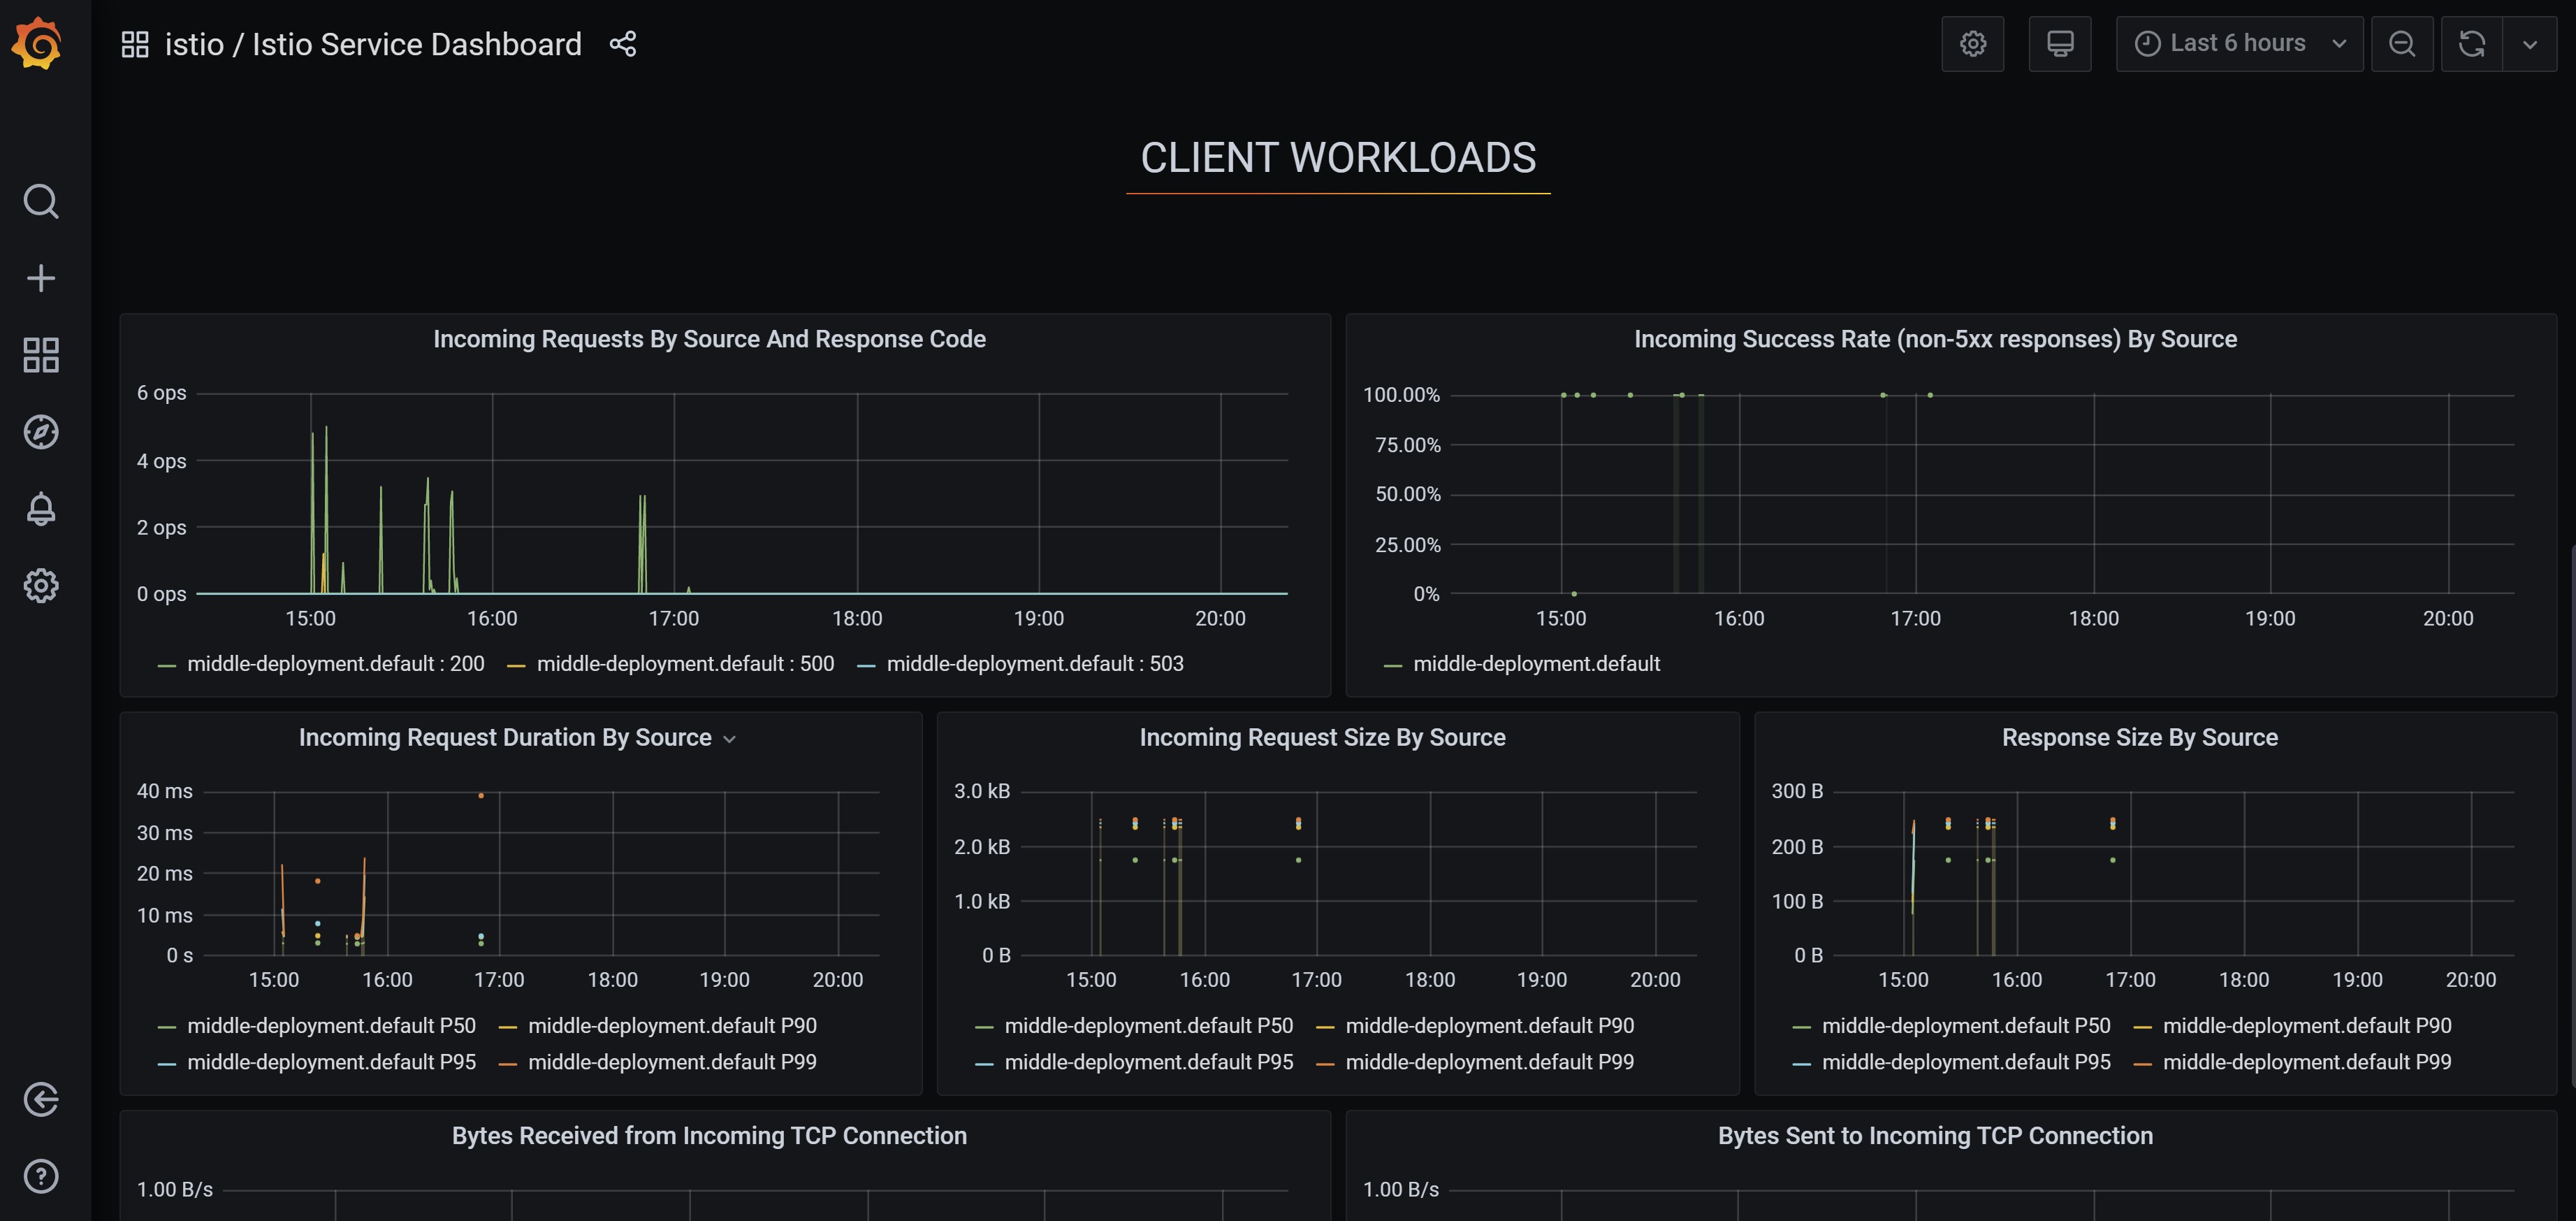 istio / Istio Service Dashboard
Last 6 hours
CLIENT WORKLOADS
Incoming Requests By Source And Response Code
6 ops
4 ops
2 ops
0 ops
15:00 16:00 17:00 18:00 19:00 20:00
middle-deployment.default : 200 middle-deployment.default : 500 middle-deployment.default : 503
Incoming Success Rate (non-5xx responses) By Source
100.00%
75.00%
50.00%
25.00%
0%
15:00 16:00 17:00 18:00 19:00 20:00
middle-deployment.default
Incoming Request Duration By Source
40 ms
30 ms
20 ms
10 ms
0 s
15:00 16:00 17:00 18:00 19:00 20:00
middle-deployment.default P50 middle-deployment.default P90
middle-deployment.default P95 middle-deployment.default P99
Incoming Request Size By Source
3.0 kB
2.0 kB
1.0 kB
0 B
15:00 16:00 17:00 18:00 19:00 20:00
middle-deployment.default P50 middle-deployment.default P90
middle-deployment.default P95 middle-deployment.default P99
Response Size By Source
300 B
200 B
100 B
0 B
15:00 16:00 17:00 18:00 19:00 20:00
middle-deployment.default P50 middle-deployment.default P90
middle-deployment.default P95 middle-deployment.default P99
Bytes Received from Incoming TCP Connection
1.00 B/s
Bytes Sent to Incoming TCP Connection
1.00 B/s